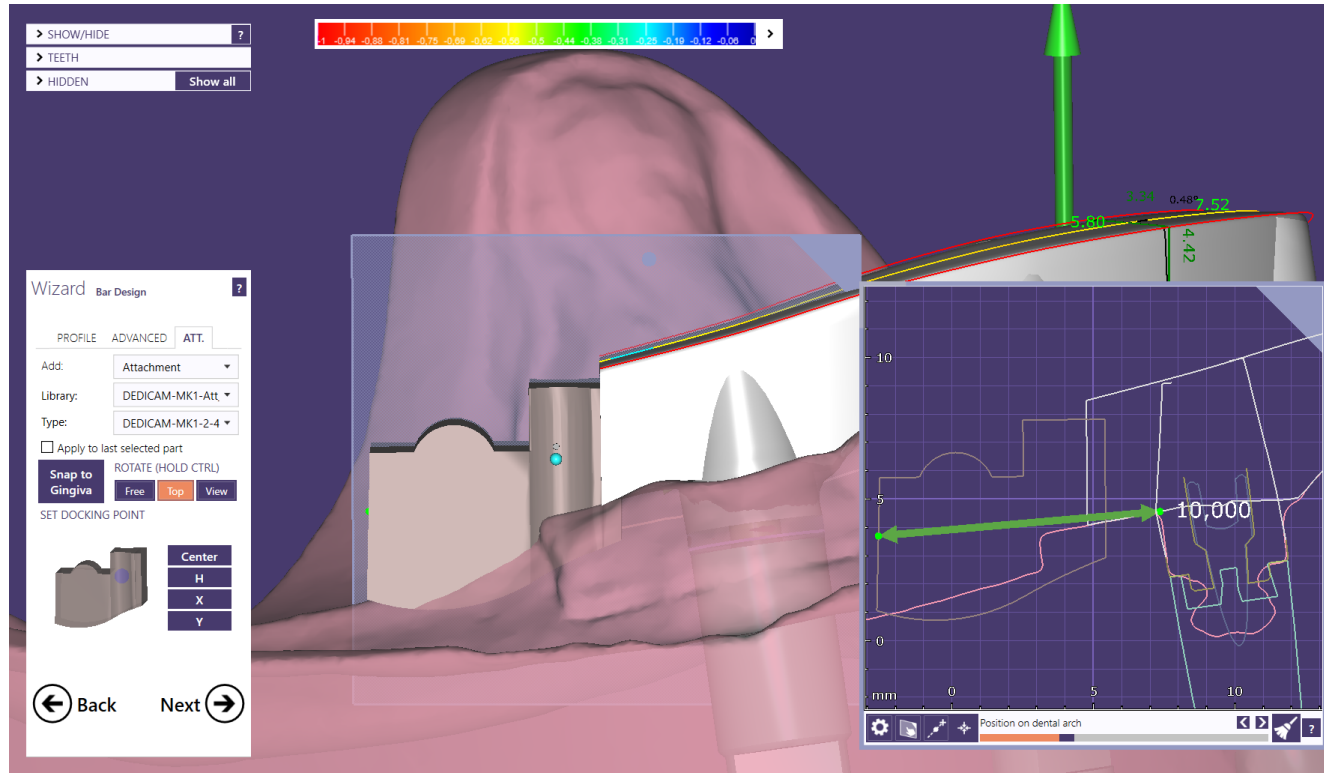 SHOW/HIDE ?
TEETH
HIDDEN Show all
-1 -0.94 -0.88 -0.81 -0.75 -0.69 -0.62 -0.56 -0.5 -0.44 -0.38 -0.31 -0.25 -0.19 -0.12 -0.06 0
0.48° 7.52
5.80
4.42
Wizard Bar Design ?
PROFILE ADVANCED ATT.
Add: Attachment
Library: DEDICAM-MK1-Att,
Type: DEDICAM-MK1-2-4
Apply to last selected part
Snap to Gingiva
ROTATE (HOLD CTRL)
Free Top View
SET DOCKING POINT
Center
H
X
Y
Back Next
10
5
10,000
0
mm 0 5 10
Position on dental arch
?